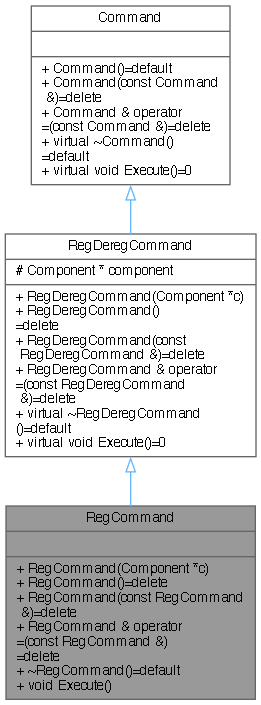 Command
+ Command()=default
+ Command(const Command
&)=delete
+ Command & operator
=(const Command &)=delete
+ virtual ~Command()
=default
+ virtual void Execute()=0
RegDeregCommand
# Component * component
+ RegDeregCommand(Component *c)
+ RegDeregCommand()
=delete
+ RegDeregCommand(const
RegDeregCommand &)=delete
+ RegDeregCommand & operator
=(const RegDeregCommand
&)=delete
+ virtual ~RegDeregCommand
()=default
+ virtual void Execute()=0
RegCommand
+ RegCommand(Component *c)
+ RegCommand()=delete
+ RegCommand(const RegCommand
&)=delete
+ RegCommand & operator
=(const RegCommand &)
=delete
+ ~RegCommand()=default
+ void Execute()